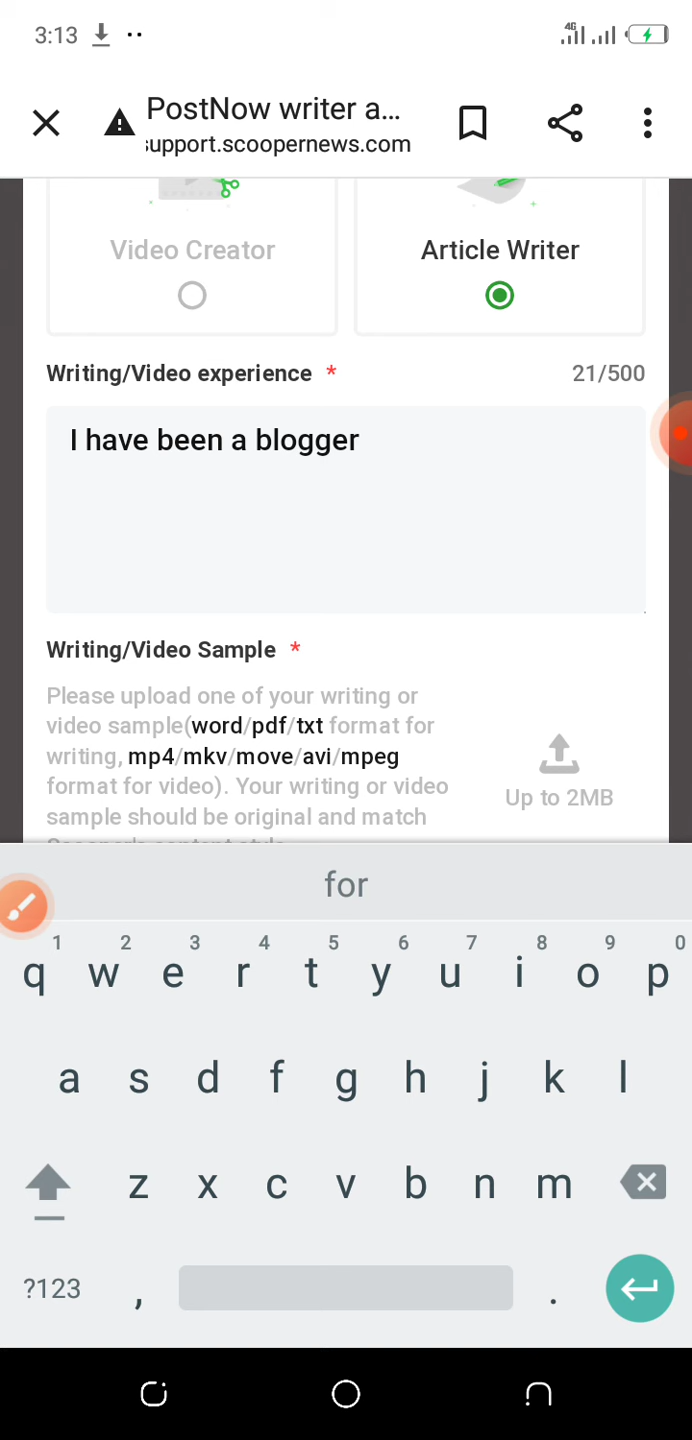 3:13
4G
PostNow writer a...
support.scoopernews.com
Video Creator
Article Writer
Writing/Video experience *
21/500
I have been a blogger
Writing/Video Sample *
Please upload one of your writing or
video sample(word/pdf/txt format for
writing, mp4/mkv/move/avi/mpeg
format for video). Your writing or video
sample should be original and match
Up to 2MB
for
1 2 3 4 5 6 7 8 9 0
q w e r t y u i o p
a s d f g h j k l
z x c v b n m
?123 , .